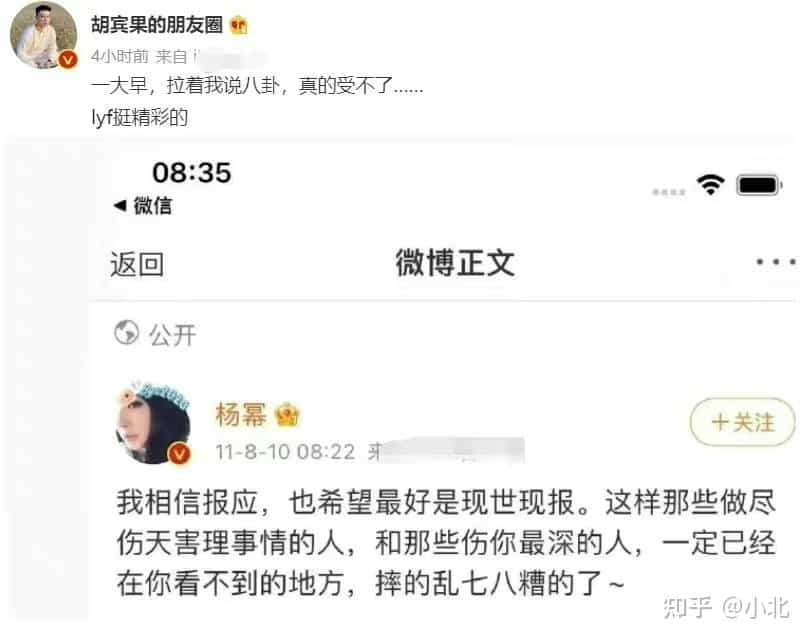 胡宾果的朋友圈
4小时前 来自
一大早，拉着我说八卦，真的受不了......
lyf挺精彩的
08:35
◀ 微信
返回
微博正文
···
公开
杨幂
11-8-10 08:22 来
＋关注
我相信报应，也希望最好是现世现报。这样那些做尽
伤天害理事情的人，和那些伤你最深的人，一定已经
在你看不到的地方，摔的乱七八糟的了～
知乎 @小北